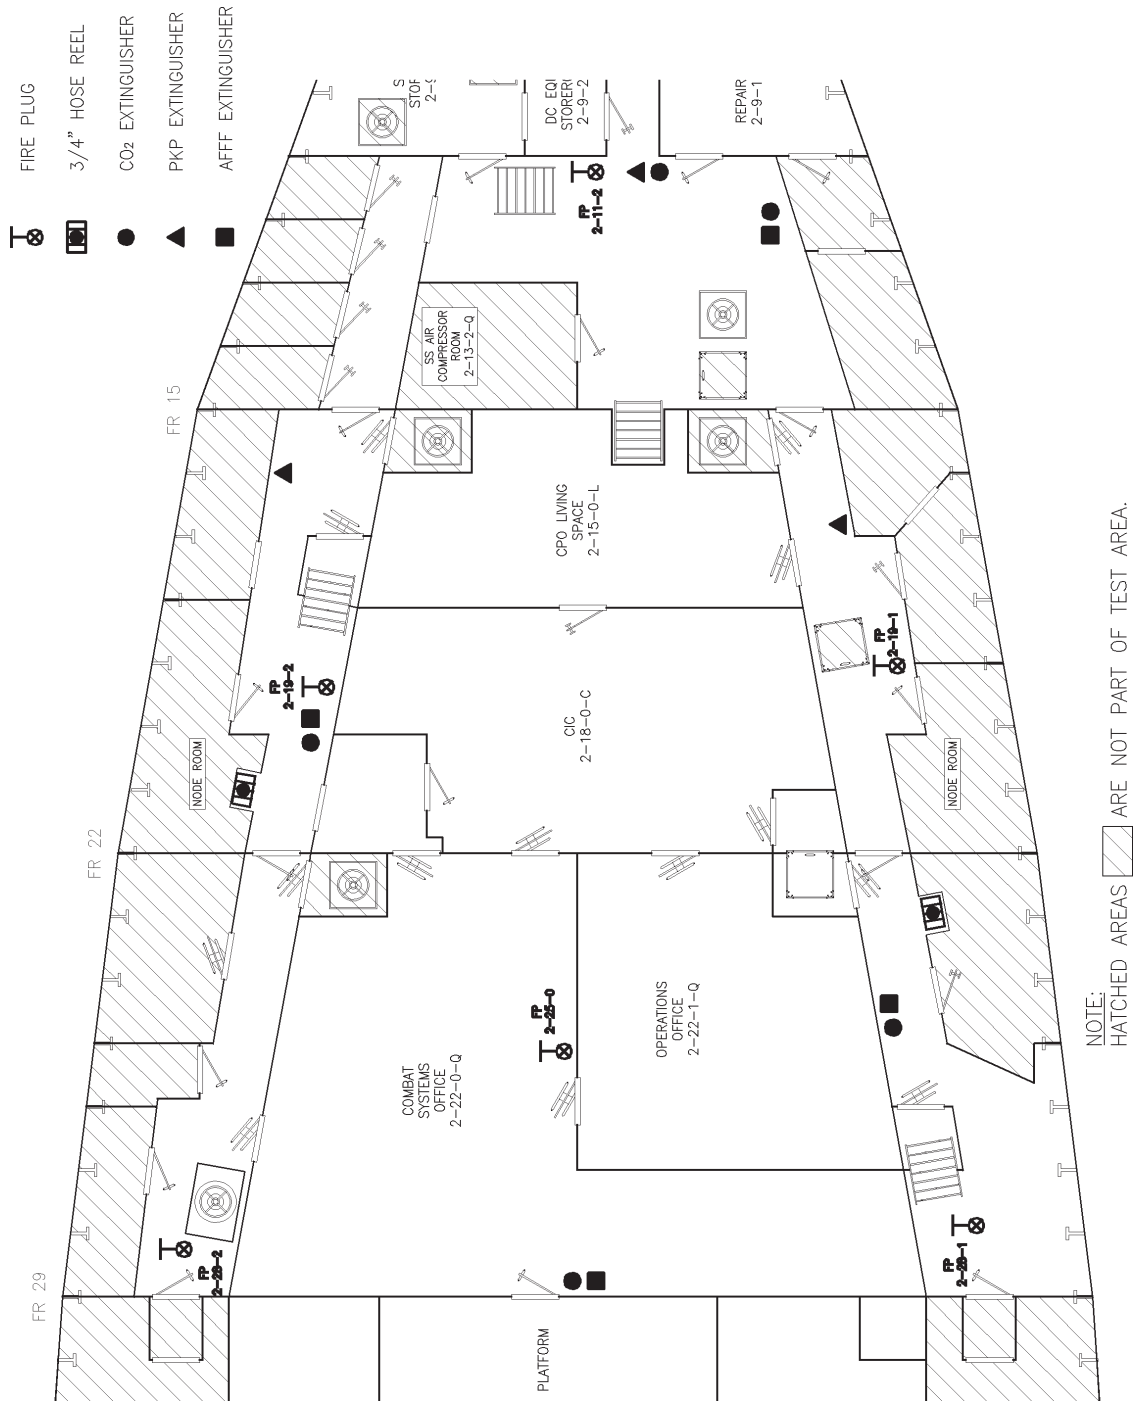 FIRE PLUG
3/4" HOSE REEL
CO2 EXTINGUISHER
PKP EXTINGUISHER
AFFF EXTINGUISHER
S
STOR
DC EQU
STORER
2-9-2
REPAIR
2-9-1
FP
2-11-2
SS AIR
COMPRESSOR
ROOM
2-13-2-Q
FR 15
CPO LIVING
SPACE
2-15-0-L
FP
2-19-2
FP
2-19-1
CIC
2-18-0-C
NODE ROOM
NODE ROOM
FR 22
FP
2-25-0
COMBAT
SYSTEMS
OFFICE
2-22-0-Q
OPERATIONS
OFFICE
2-22-1-Q
FP
2-28-2
FP
2-28-1
FR 29
PLATFORM
NOTE:
HATCHED AREAS ARE NOT PART OF TEST AREA.